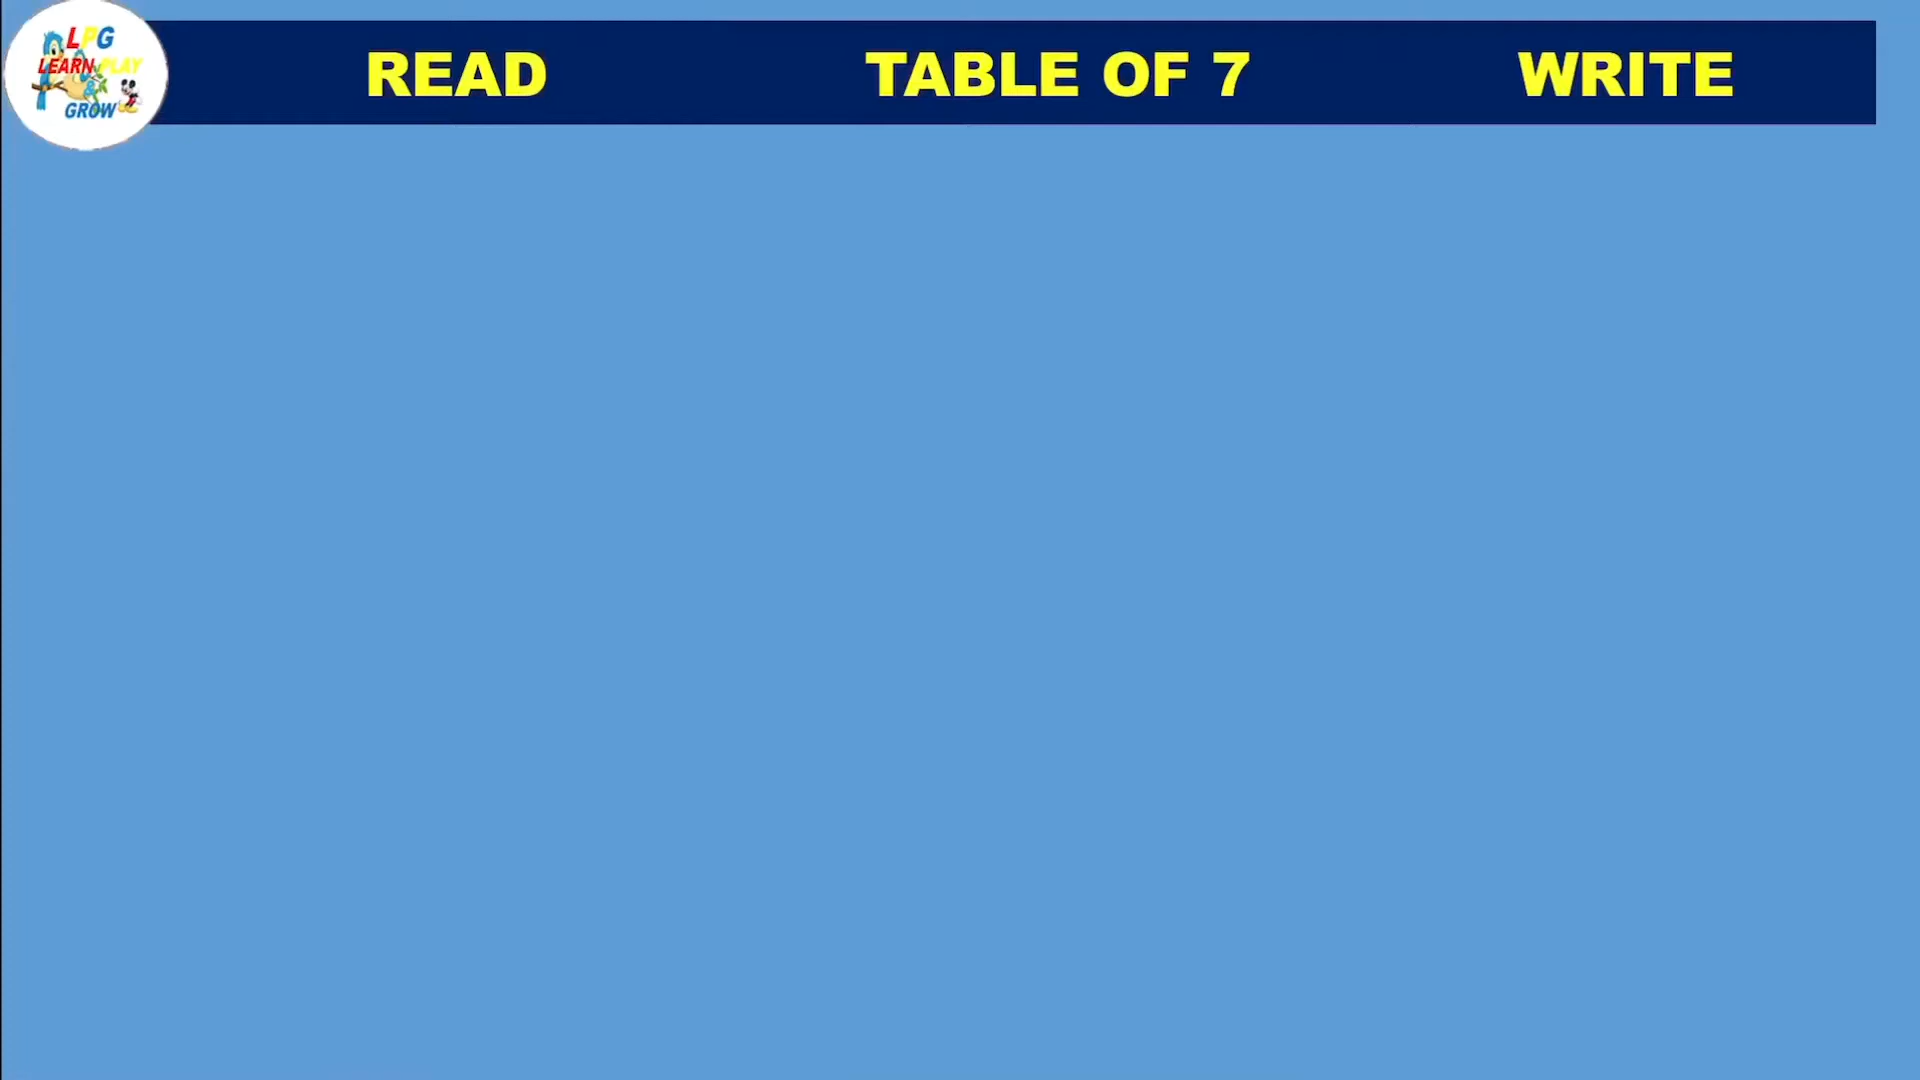 LPG
LEARN PLAY
&
GROW
READ TABLE OF 7 WRITE